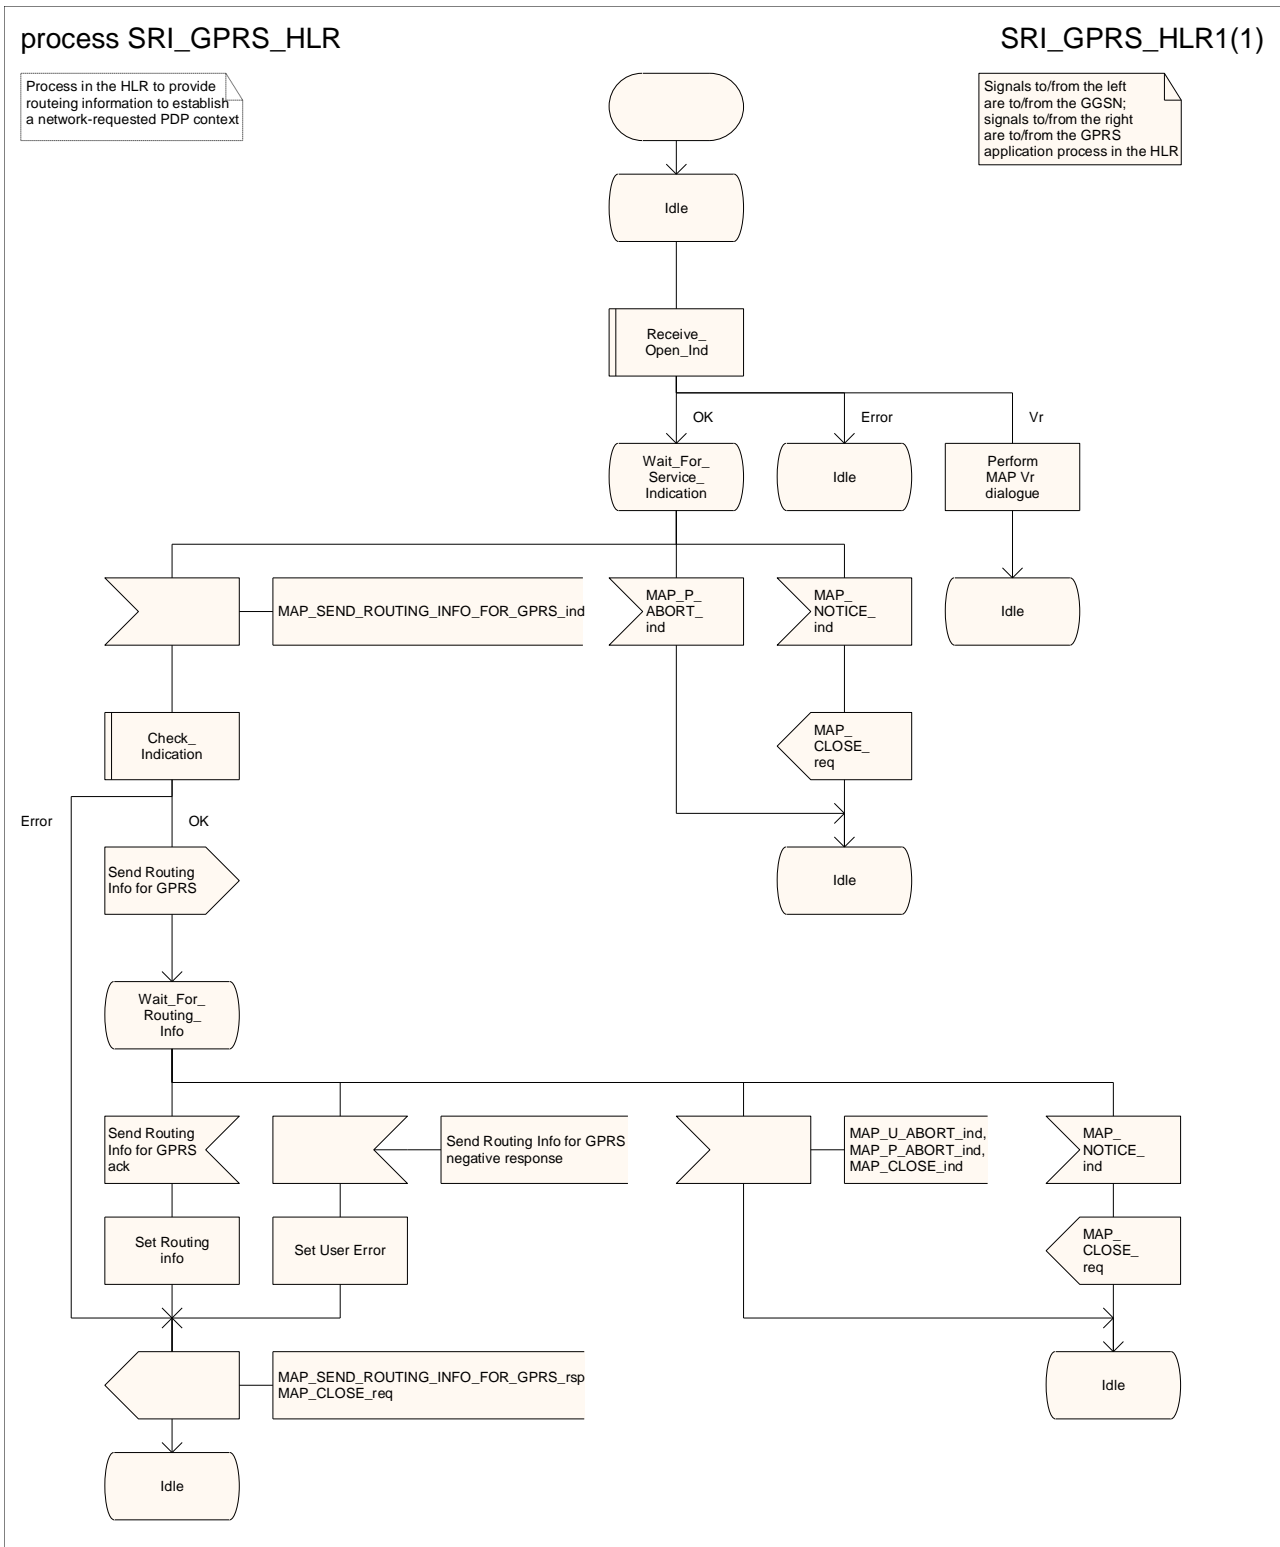 process SRI_GPRS_HLR
SRI_GPRS_HLR1(1)
Process in the HLR to provide
routeing information to establish
a network-requested PDP context
Signals to/from the left
are to/from the GGSN;
signals to/from the right
are to/from the GPRS
application process in the HLR
Idle
Receive_
Open_Ind
OK
Error
Vr
Wait_For_
Service_
Indication
Idle
Perform
MAP Vr
dialogue
MAP_SEND_ROUTING_INFO_FOR_GPRS_ind
MAP_P_
ABORT_
ind
MAP_
NOTICE_
ind
Idle
Check_
Indication
MAP_
CLOSE_
req
Error
OK
Send Routing
Info for GPRS
Idle
Wait_For_
Routing_
Info
Send Routing
Info for GPRS
ack
Send Routing Info for GPRS
negative response
MAP_U_ABORT_ind,
MAP_P_ABORT_ind,
MAP_CLOSE_ind
MAP_
NOTICE_
ind
Set Routing
info
Set User Error
MAP_
CLOSE_
req
MAP_SEND_ROUTING_INFO_FOR_GPRS_rsp
MAP_CLOSE_req
Idle
Idle